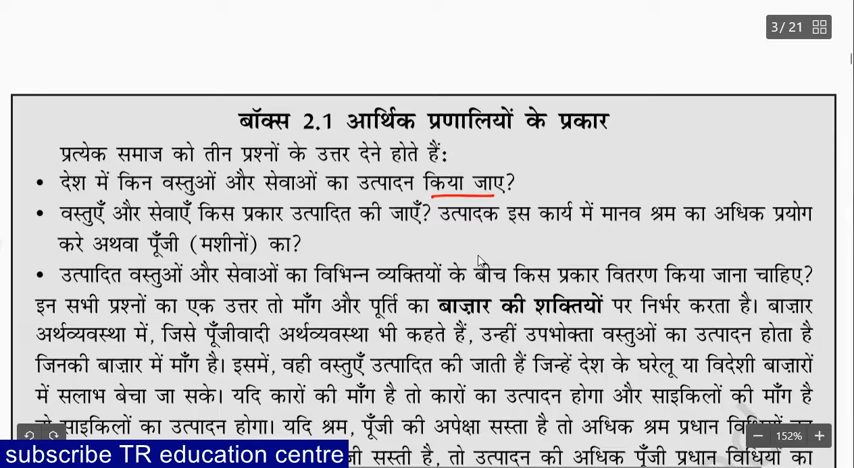 3 / 21
बॉक्स 2.1 आर्थिक प्रणालियों के प्रकार
प्रत्येक समाज को तीन प्रश्नों के उत्तर देने होते हैं:
• देश में किन वस्तुओं और सेवाओं का उत्पादन किया जाए?
• वस्तुएँ और सेवाएँ किस प्रकार उत्पादित की जाएँ? उत्पादक इस कार्य में मानव श्रम का अधिक प्रयोग
करे अथवा पूँजी (मशीनों) का?
• उत्पादित वस्तुओं और सेवाओं का विभिन्न व्यक्तियों के बीच किस प्रकार वितरण किया जाना चाहिए?
इन सभी प्रश्नों का एक उत्तर तो माँग और पूर्ति का बाज़ार की शक्तियों पर निर्भर करता है। बाज़ार
अर्थव्यवस्था में, जिसे पूँजीवादी अर्थव्यवस्था भी कहते हैं, उन्हीं उपभोक्ता वस्तुओं का उत्पादन होता है
जिनकी बाज़ार में माँग है। इसमें, वही वस्तुएँ उत्पादित की जाती हैं जिन्हें देश के घरेलू या विदेशी बाज़ारों
में सलाभ बेचा जा सके। यदि कारों की माँग है तो कारों का उत्पादन होगा और साइकिलों की माँग है
साइकिलों का उत्पादन होगा। यदि श्रम, पूँजी की अपेक्षा सस्ता है तो अधिक श्रम प्रधान
152%
सस्ती है, तो उत्पादन की अधिक पूँजी प्रधान विधियों का
subscribe TR education centre